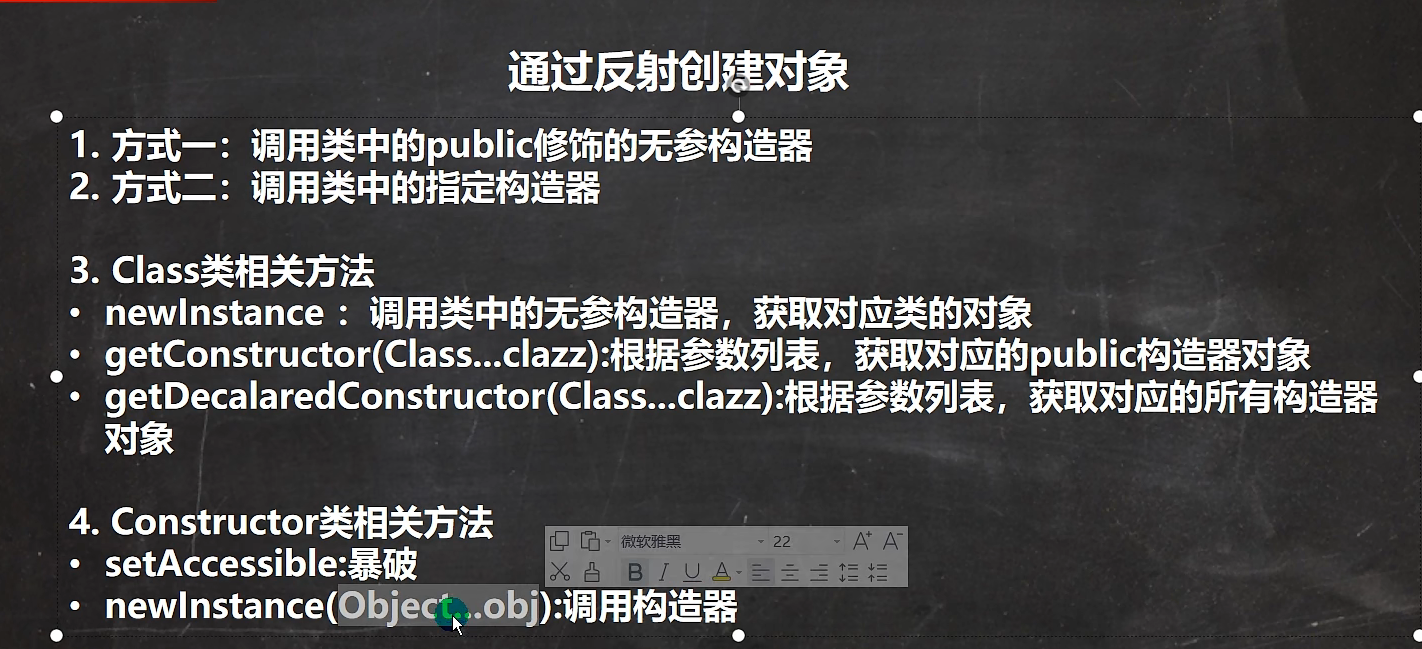 通过反射创建对象
1. 方式一：调用类中的public修饰的无参构造器
2. 方式二：调用类中的指定构造器
3. Class类相关方法
• newInstance ：调用类中的无参构造器，获取对应类的对象
• getConstructor(Class...clazz):根据参数列表，获取对应的public构造器对象
• getDecalaredConstructor(Class...clazz):根据参数列表，获取对应的所有构造器
对象
4. Constructor类相关方法
微软雅黑 22 A+ A-
• setAccessible:暴破
B I U A
• newInstance(Object...obj):调用构造器